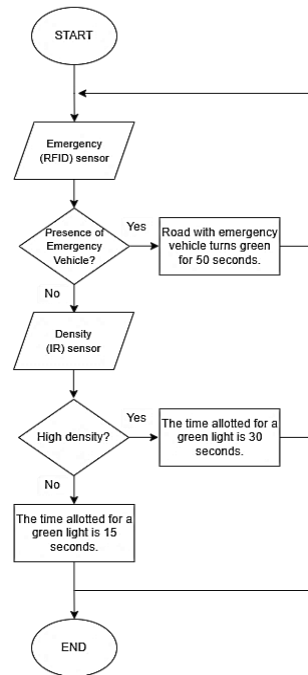 START
Emergency
(RFID) sensor
Presence of
Emergency
Vehicle?
Yes
Road with emergency
vehicle turns green
for 50 seconds.
No
Density
(IR) sensor
High density?
Yes
The time allotted for a
green light is 30
seconds.
No
The time allotted for a
green light is 15
seconds.
END